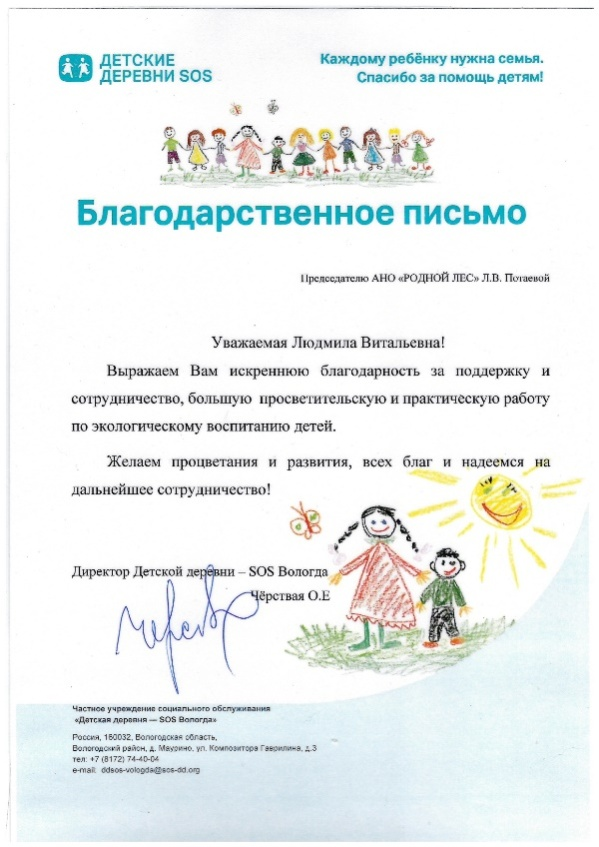 ДЕТСКИЕ
ДЕРЕВНИ SOS
Каждому ребёнку нужна семья.
Спасибо за помощь детям!
Благодарственное письмо
Председателю АНО «РОДНОЙ ЛЕС» Л.В. Потаевой
Уважаемая Людмила Витальевна!
Выражаем Вам искреннюю благодарность за поддержку и
сотрудничество, большую просветительскую и практическую работу
по экологическому воспитанию детей.
Желаем процветания и развития, всех благ и надеемся на
дальнейшее сотрудничество!
Директор Детской деревни – SOS Вологда
Чёрствая О.Е
Частное учреждение социального обслуживания
«Детская деревня — SOS Вологда»
Россия, 160032, Вологодская область,
Вологодский район, д. Маурино, ул. Композитора Гаврилина, д.3
тел: +7 (8172) 74-40-04
e-mail: ddsos-vologda@sos-dd.org